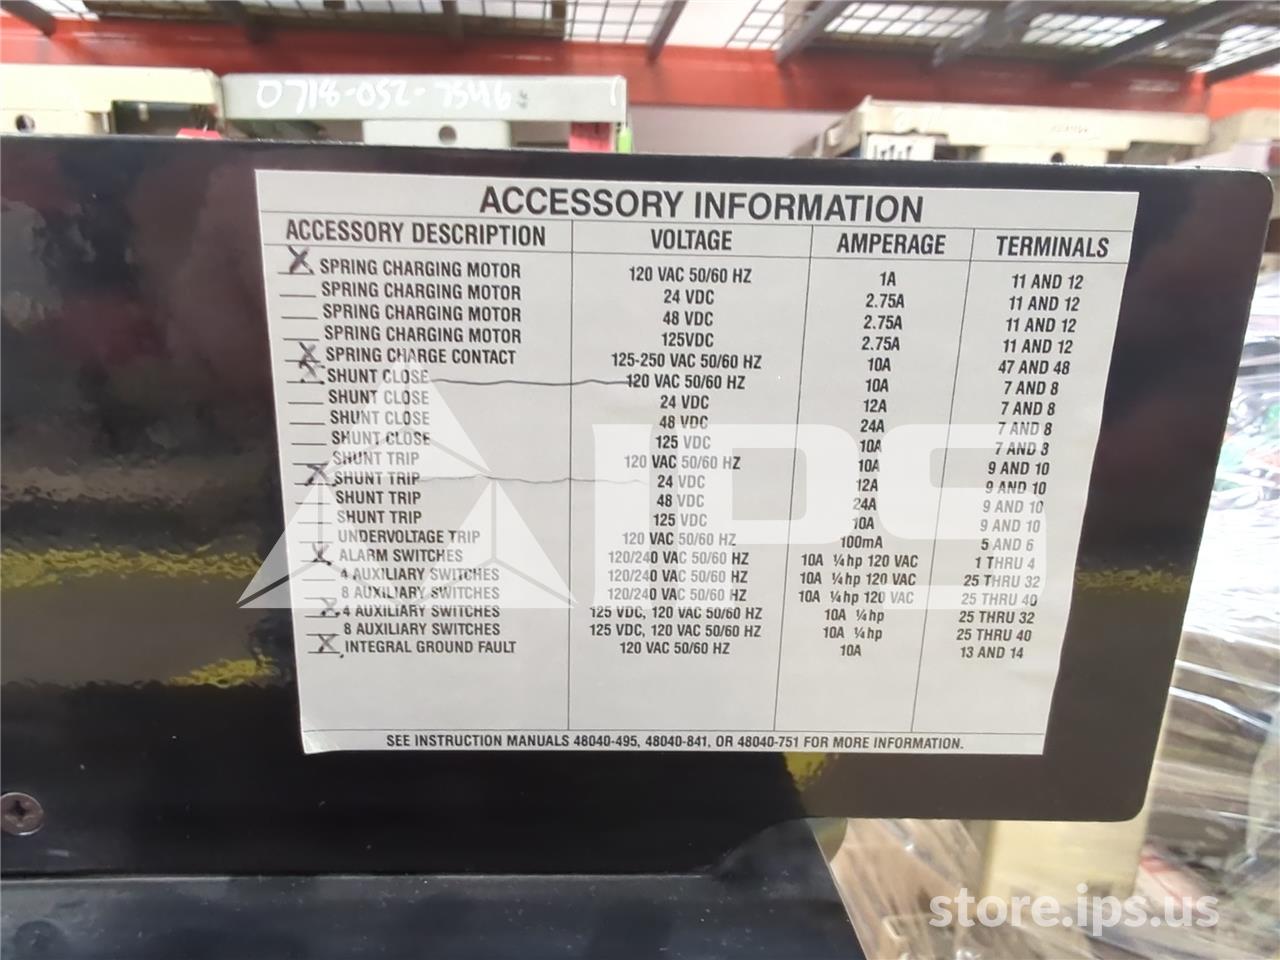 0718-052-7546
ACCESSORY INFORMATION
ACCESSORY DESCRIPTION VOLTAGE AMPERAGE TERMINALS
X SPRING CHARGING MOTOR 120 VAC 50/60 HZ 1A 11 AND 12
SPRING CHARGING MOTOR 24 VDC 2.75A 11 AND 12
SPRING CHARGING MOTOR 48 VDC 2.75A 11 AND 12
SPRING CHARGING MOTOR 125VDC 2.75A 11 AND 12
X SPRING CHARGE CONTACT 125-250 VAC 50/60 HZ 10A 47 AND 48
X SHUNT CLOSE 120 VAC 50/60 HZ 10A 7 AND 8
SHUNT CLOSE 24 VDC 12A 7 AND 8
SHUNT CLOSE 48 VDC 24A 7 AND 8
SHUNT CLOSE 125 VDC 10A 7 AND 8
SHUNT TRIP 120 VAC 50/60 HZ 10A 9 AND 10
X SHUNT TRIP 24 VDC 12A 9 AND 10
SHUNT TRIP 48 VDC 24A 9 AND 10
SHUNT TRIP 125 VDC 10A 9 AND 10
UNDERVOLTAGE TRIP 120 VAC 50/60 HZ 100mA 5 AND 6
X ALARM SWITCHES 120/240 VAC 50/60 HZ 10A ¼hp 120 VAC 1 THRU 4
4 AUXILIARY SWITCHES 120/240 VAC 50/60 HZ 10A ¼hp 120 VAC 25 THRU 32
8 AUXILIARY SWITCHES 120/240 VAC 50/60 HZ 10A ¼hp 120 VAC 25 THRU 40
X 4 AUXILIARY SWITCHES 125 VDC, 120 VAC 50/60 HZ 10A ¼hp 25 THRU 32
8 AUXILIARY SWITCHES 125 VDC, 120 VAC 50/60 HZ 10A ¼hp 25 THRU 40
X INTEGRAL GROUND FAULT 120 VAC 50/60 HZ 10A 13 AND 14
SEE INSTRUCTION MANUALS 48040-495, 48040-841, OR 48040-751 FOR MORE INFORMATION.
IPS
store.ips.us